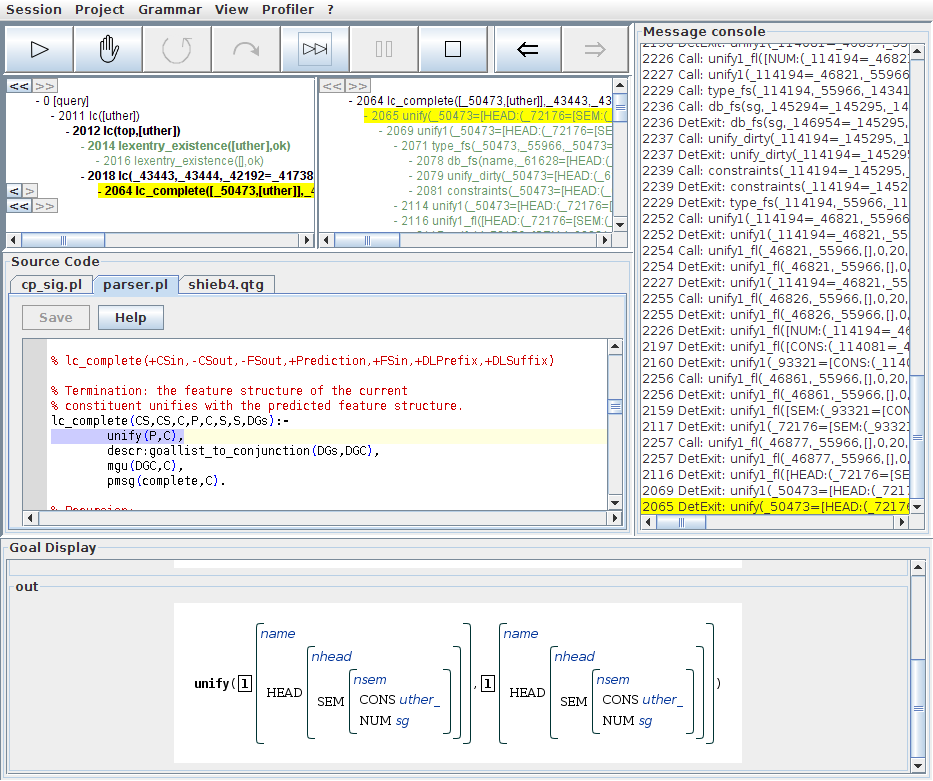 Session Project Grammar View Profiler ?
<< >>
- 0 [query]
- 2011 lc([uther])
- 2012 lc(top,[uther])
- 2014 lexentry_existence([uther],ok)
- 2016 lexentry_existence([],ok)
- 2018 lc(_43443,_43444,_42192=_41738
< >
- 2064 lc_complete([_50473,[uther]],_4
<< >>
<< >>
- 2064 lc_complete([_50473,[uther]],_43443,_43
- 2065 unify(_50473=[HEAD:(_72176=[SEM:(
- 2069 unify1(_50473=[HEAD:(_72176=[SE
- 2071 type_fs(_55957,_55966,_50473=
- 2078 db_fs(name,_61628=[HEAD:(
- 2079 unify_dirty(_50473=[HEAD:(_6
- 2081 constraints(_50473=[HEAD:(
- 2114 unify1(_50473=[HEAD:(_72176=[
- 2116 unify1_fl([HEAD:(_72176=[SEM:(
Source Code
cp_sig.pl parser.pl shieb4.qtg
Save Help
% lc_complete(+CSin,-CSout,-FSout,+Prediction,+FSin,+DLPrefix,+DLSuffix)
% Termination: the feature structure of the current
% constituent unifies with the predicted feature structure.
lc_complete(CS,CS,C,P,C,S,S,DGs):-
unify(P,C),
descr:goallist_to_conjunction(DGs,DGC),
mgu(DGC,C),
pmsg(complete,C).
% Recursion:
Message console
2226 Call: unify1_fl([NUM:(_114194=_4682
2227 Call: unify1(_114194=_46821,_55966
2229 Call: type_fs(_114194,_55966,_14341
2236 Call: db_fs(sg,_145294=_145295,_14
2236 DetExit: db_fs(sg,_146954=_145295,
2237 Call: unify_dirty(_114194=_145295,_1
2237 DetExit: unify_dirty(_114194=_14529
2239 Call: constraints(_114194=_145295,_1
2239 DetExit: constraints(_114194=_1452
2229 DetExit: type_fs(_114194,_55966,_11
2252 Call: unify1(_114194=_46821,_55966
2252 DetExit: unify1(_114194=_46821,_55
2254 Call: unify1_fl(_46821,_55966,[],0,20,
2254 DetExit: unify1_fl(_46821,_55966,[],0
2227 DetExit: unify1(_114194=_46821,_55
2255 Call: unify1_fl(_46826,_55966,[],0,20,
2255 DetExit: unify1_fl(_46826,_55966,[],0
2226 DetExit: unify1_fl([NUM:(_114194=_46
2197 DetExit: unify1_fl([CONS:(_114081=_4
2160 DetExit: unify1(_93321=[CONS:(_1140
2256 Call: unify1_fl(_46861,_55966,[],0,20,
2256 DetExit: unify1_fl(_46861,_55966,[],0
2159 DetExit: unify1_fl([SEM:(_93321=[CON
2117 DetExit: unify1(_72176=[SEM:(_9332
2257 Call: unify1_fl(_46877,_55966,[],0,20,
2257 DetExit: unify1_fl(_46877,_55966,[],0
2116 DetExit: unify1_fl([HEAD:(_72176=[SE
2069 DetExit: unify1(_50473=[HEAD:(_721
2065 DetExit: unify(_50473=[HEAD:(_7217
Goal Display
out
name name
nhead nhead
nsem nsem
unify(1 HEAD SEM CONS uther_ ,1 HEAD SEM CONS uther_ )
NUM sg NUM sg